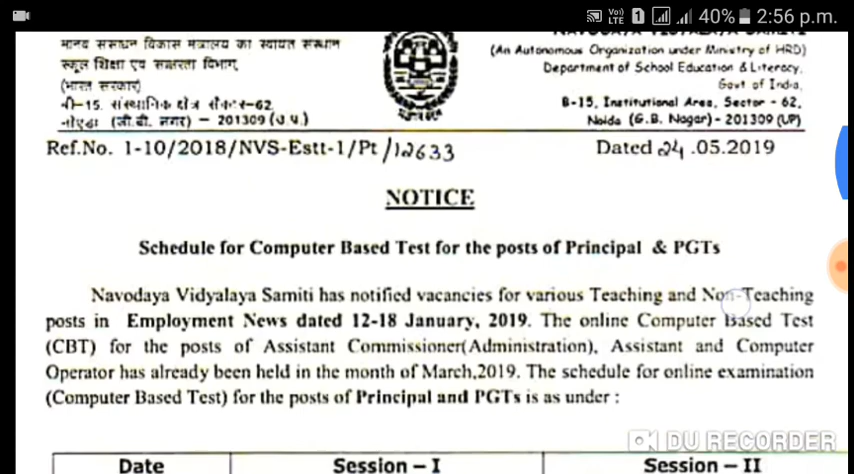 40% 2:56 p.m.
मानव संसाधन विकास मंत्रालय का स्वायत्त संस्थान
(An Autonomous Organization under Ministry of HRD)
स्कूल शिक्षा एवं साक्षरता विभाग,
Department of School Education & Literacy,
(भारत सरकार)
Govt of India,
बी-15, संस्थानिक क्षेत्र सैक्टर-62,
B-15, Institutional Area, Sector - 62,
नोएडा (जी.बी. नगर) – 201309 (उ.प्र.)
Noida (G.B. Nagar) - 201309 (UP)
Ref.No. 1-10/2018/NVS-Estt-1/Pt/12633 Dated 24.05.2019
NOTICE
Schedule for Computer Based Test for the posts of Principal & PGTs
Navodaya Vidyalaya Samiti has notified vacancies for various Teaching and Non-Teaching
posts in Employment News dated 12-18 January, 2019. The online Computer Based Test
(CBT) for the posts of Assistant Commissioner(Administration), Assistant and Computer
Operator has already been held in the month of March,2019. The schedule for online examination
(Computer Based Test) for the posts of Principal and PGTs is as under :
DU RECORDER
Date Session – I Session – II